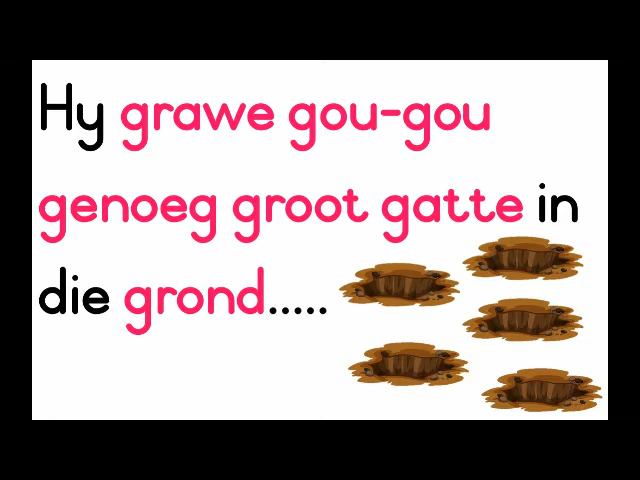 Hy grawe gou-gou
genoeg groot gatte in
die grond.....